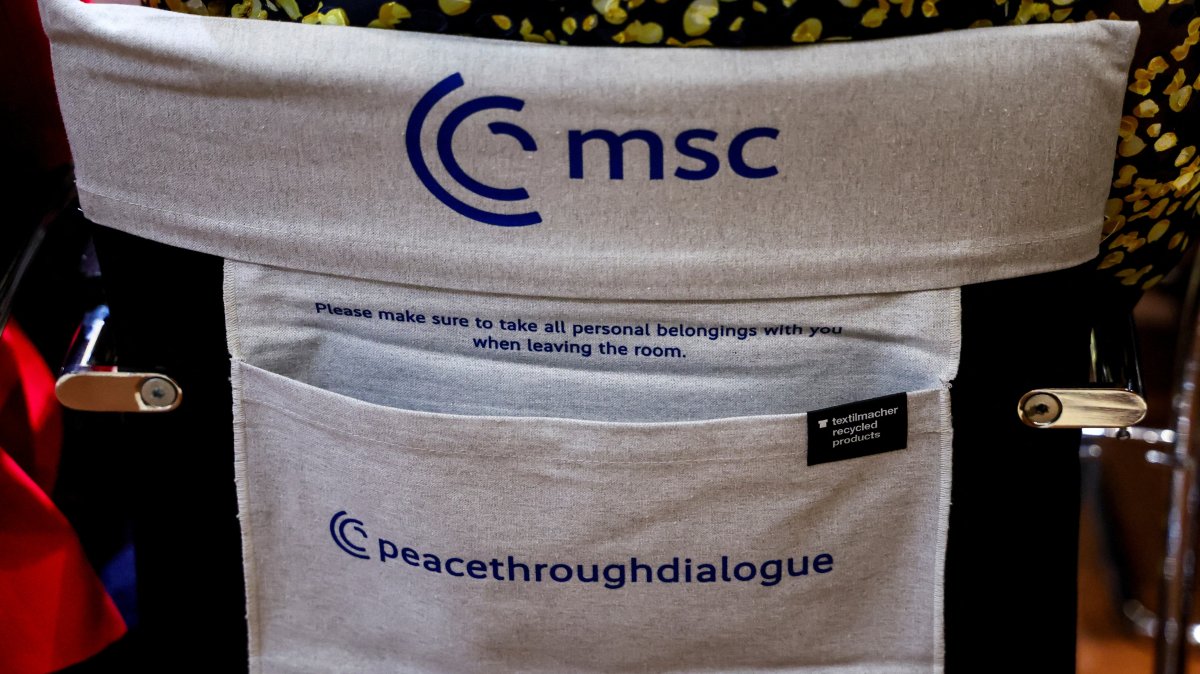 msc
Please make sure to take all personal belongings with you
when leaving the room.
textilmacher
recycled
products
peacethroughdialogue